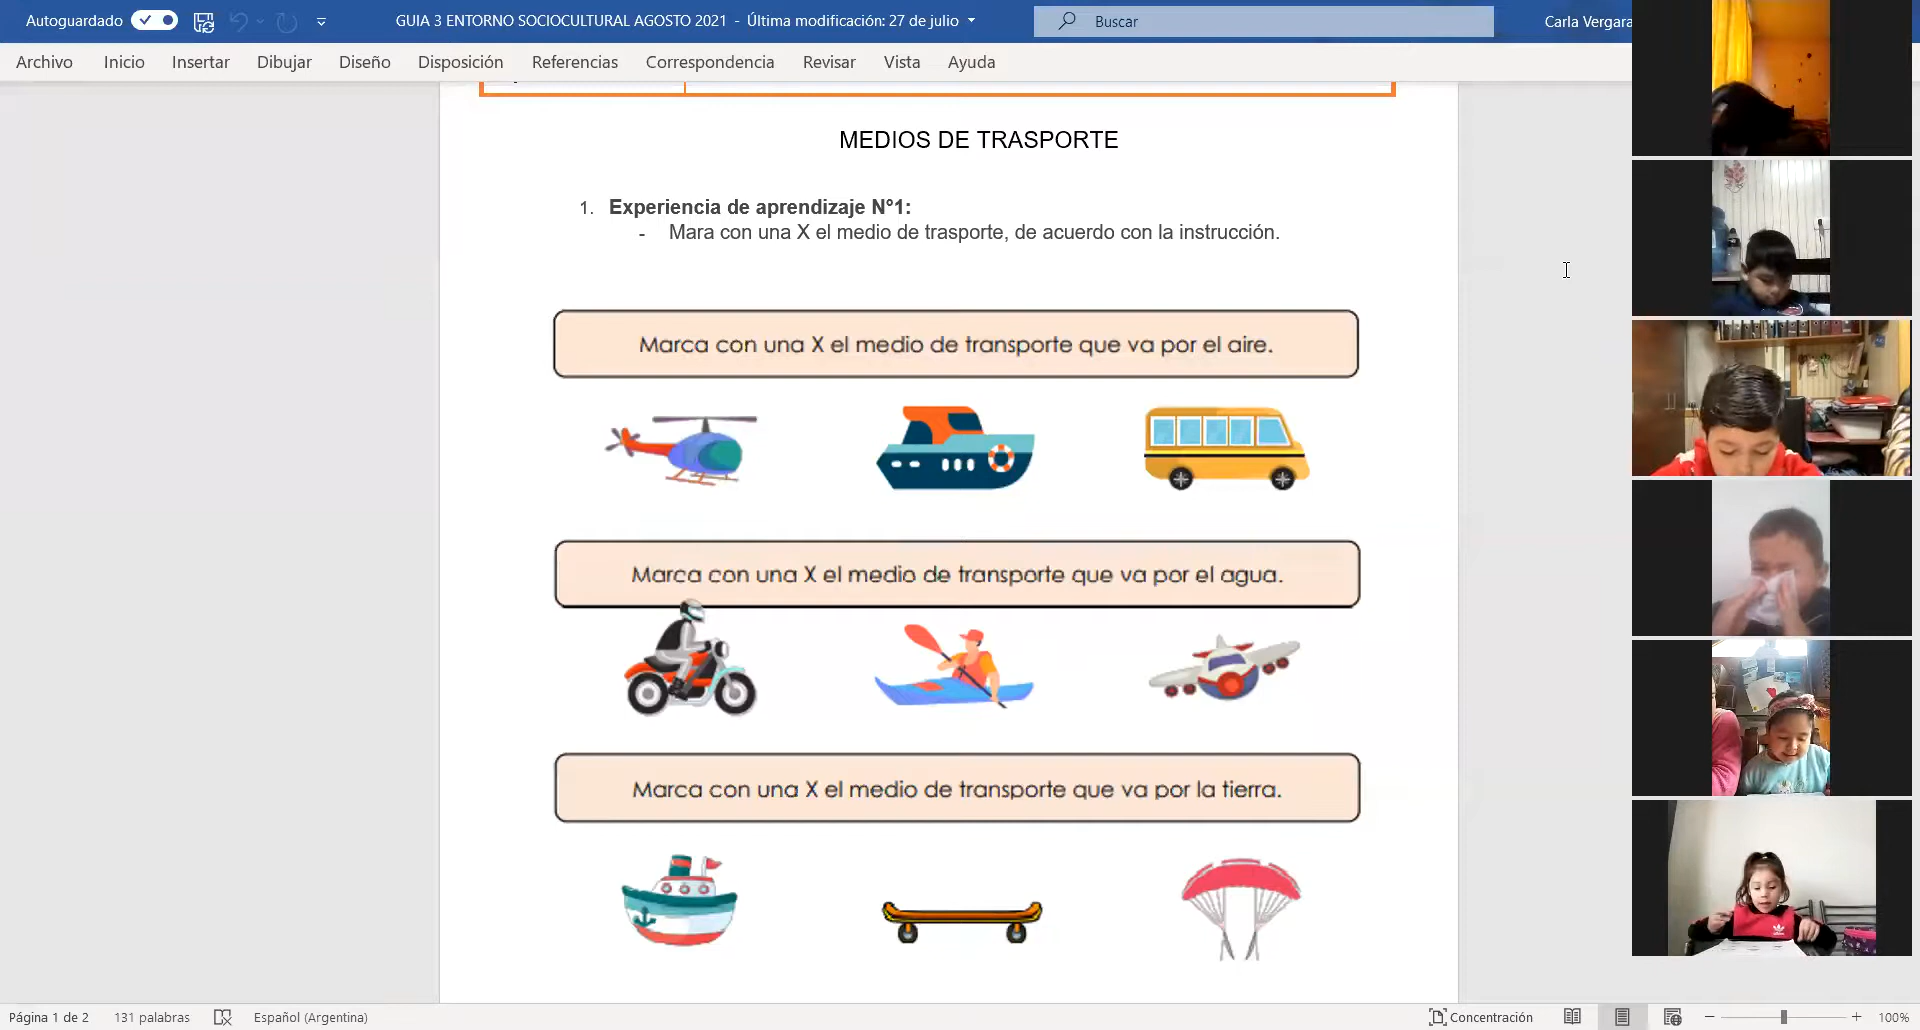 Autoguardado
GUIA 3 ENTORNO SOCIOCULTURAL AGOSTO 2021 - Última modificación: 27 de julio
Buscar
Carla Vergara
Archivo Inicio Insertar Dibujar Diseño Disposición Referencias Correspondencia Revisar Vista Ayuda
MEDIOS DE TRASPORTE
1. Experiencia de aprendizaje N°1:
- Mara con una X el medio de trasporte, de acuerdo con la instrucción.
Marca con una X el medio de transporte que va por el aire.
Marca con una X el medio de transporte que va por el agua.
Marca con una X el medio de transporte que va por la tierra.
Página 1 de 2 131 palabras Español (Argentina) Concentración 100%